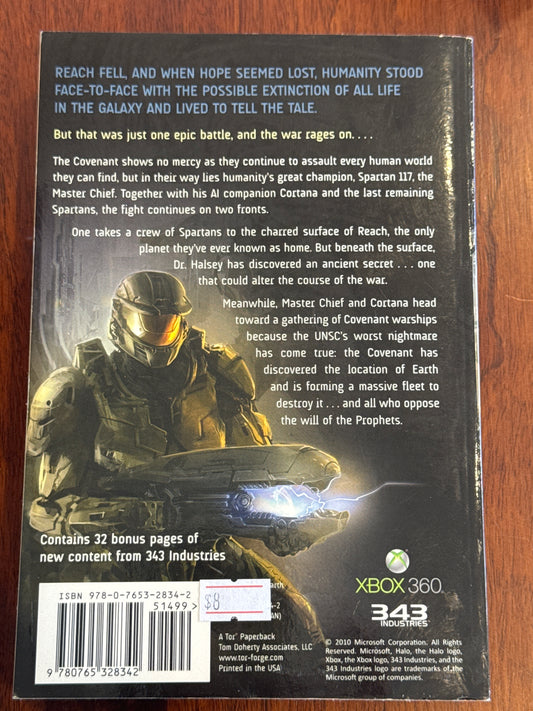 REACH FELL, AND WHEN HOPE SEEMED LOST, HUMANITY STOOD
FACE-TO-FACE WITH THE POSSIBLE EXTINCTION OF ALL LIFE
IN THE GALAXY AND LIVED TO TELL THE TALE.
But that was just one epic battle, and the war rages on. . . .
The Covenant shows no mercy as they continue to assault every human world
they can find, but in their way lies humanity's great champion, Spartan 117, the
Master Chief. Together with his AI companion Cortana and the last remaining
Spartans, the fight continues on two fronts.
One takes a crew of Spartans to the charred surface of Reach, the only
planet they've ever known as home. But beneath the surface,
Dr. Halsey has discovered an ancient secret . . . one
that could alter the course of the war.
Meanwhile, Master Chief and Cortana head
toward a gathering of Covenant warships
because the UNSC's worst nightmare
has come true: the Covenant has
discovered the location of Earth
and is forming a massive fleet to
destroy it . . . and all who oppose
the will of the Prophets.
Contains 32 bonus pages of
new content from 343 Industries
ISBN 978-0-7653-2834-2
51499>
9 780765 328342
$8
arth
4-2
AN)
A Tor® Paperback
Tom Doherty Associates, LLC
www.tor-forge.com
Printed in the USA
XBOX 360
343
INDUSTRIES™
© 2010 Microsoft Corporation. All Rights
Reserved. Microsoft, Halo, the Halo logo,
Xbox, the Xbox logo, 343 Industries, and the
343 Industries logo are trademarks of the
Microsoft group of companies.